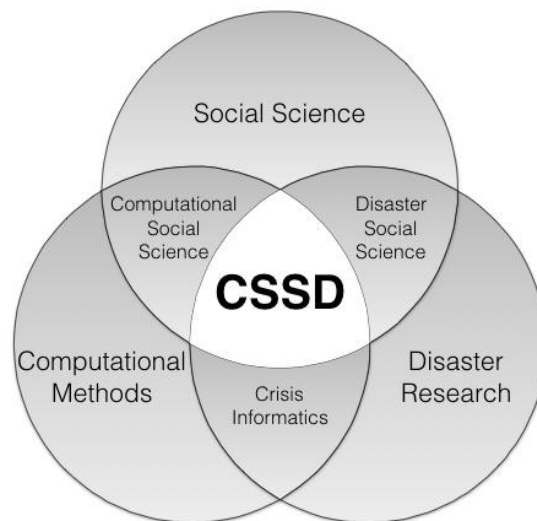 Social Science
Computational
Social
Science
Disaster
Social
Science
CSSD
Computational
Methods
Disaster
Research
Crisis
Informatics